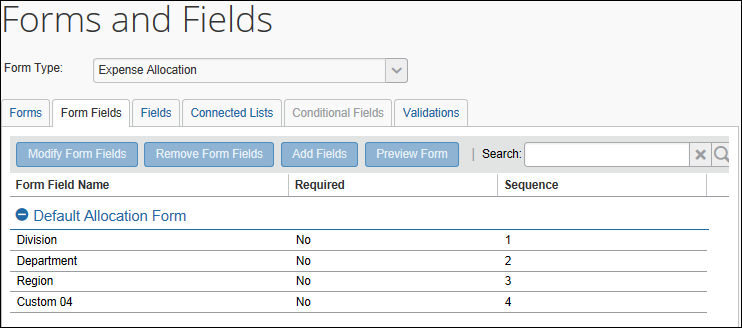 Forms and Fields
Form Type: Expense Allocation
Forms Form Fields Fields Connected Lists Conditional Fields Validations
Modify Form Fields Remove Form Fields Add Fields Preview Form | Search:
Form Field Name Required Sequence
Default Allocation Form
Division No 1
Department No 2
Region No 3
Custom 04 No 4